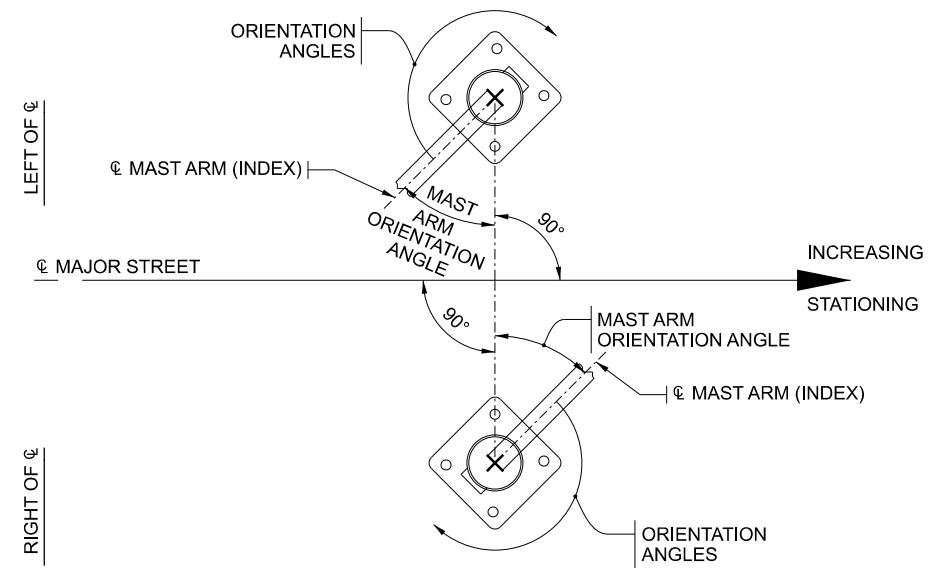 ORIENTATION
ANGLES
LEFT OF ℄
℄ MAST ARM (INDEX)
MAST
ARM
ORIENTATION
ANGLE
90°
℄ MAJOR STREET
INCREASING
STATIONING
90°
MAST ARM
ORIENTATION ANGLE
℄ MAST ARM (INDEX)
RIGHT OF ℄
ORIENTATION
ANGLES